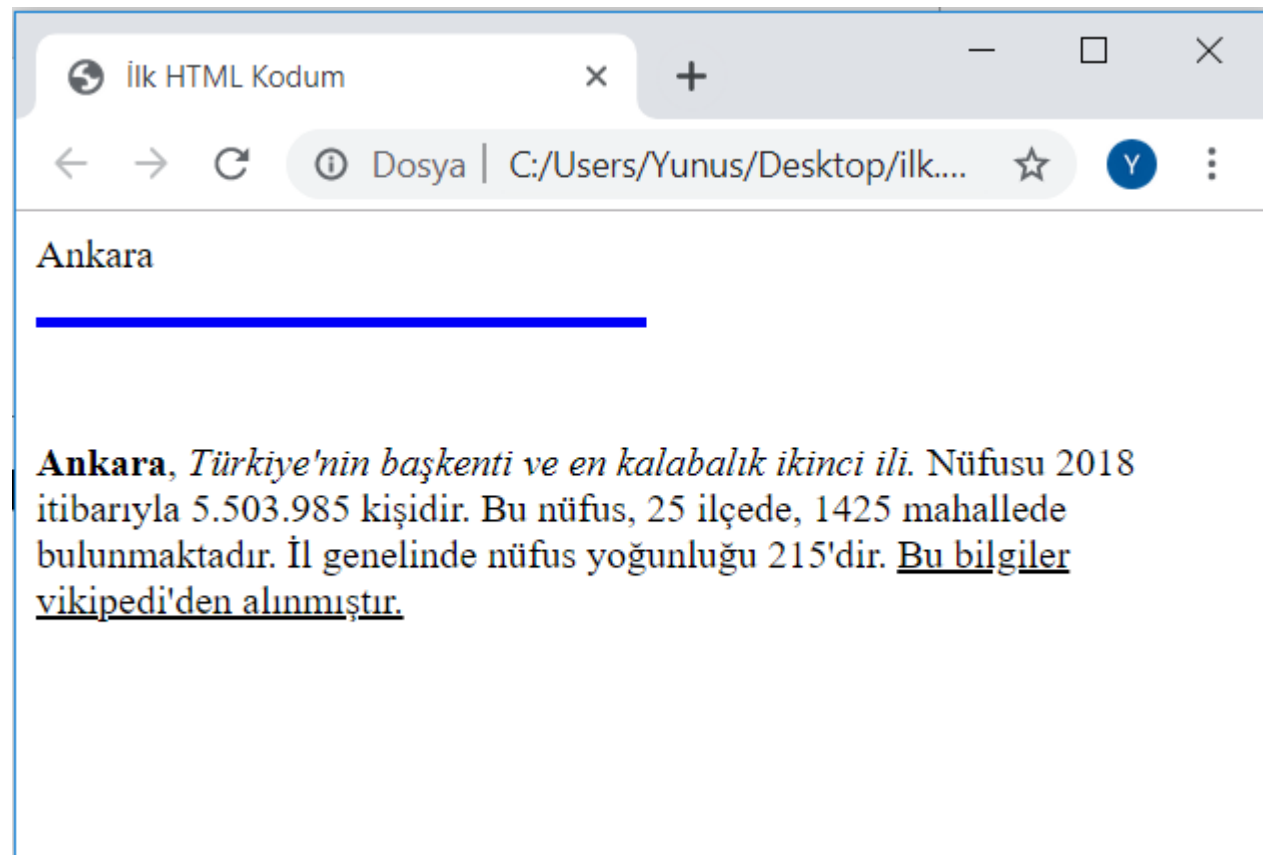 İlk HTML Kodum
Dosya | C:/Users/Yunus/Desktop/ilk....
Y
Ankara
Ankara, Türkiye'nin başkenti ve en kalabalık ikinci ili. Nüfusu 2018
itibarıyla 5.503.985 kişidir. Bu nüfus, 25 ilçede, 1425 mahallede
bulunmaktadır. İl genelinde nüfus yoğunluğu 215'dir. Bu bilgiler
vikipedi'den alınmıştır.